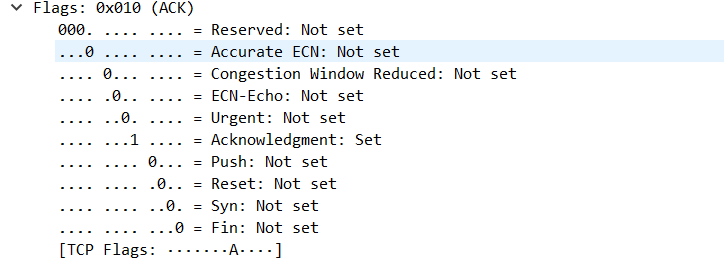 Flags: 0x010 (ACK)
000. .... .... = Reserved: Not set
...0 .... .... = Accurate ECN: Not set
.... 0... .... = Congestion Window Reduced: Not set
.... .0.. .... = ECN-Echo: Not set
.... ..0. .... = Urgent: Not set
.... ...1 .... = Acknowledgment: Set
.... .... 0... = Push: Not set
.... .... .0.. = Reset: Not set
.... .... ..0. = Syn: Not set
.... .... ...0 = Fin: Not set
[TCP Flags: ·······A····]